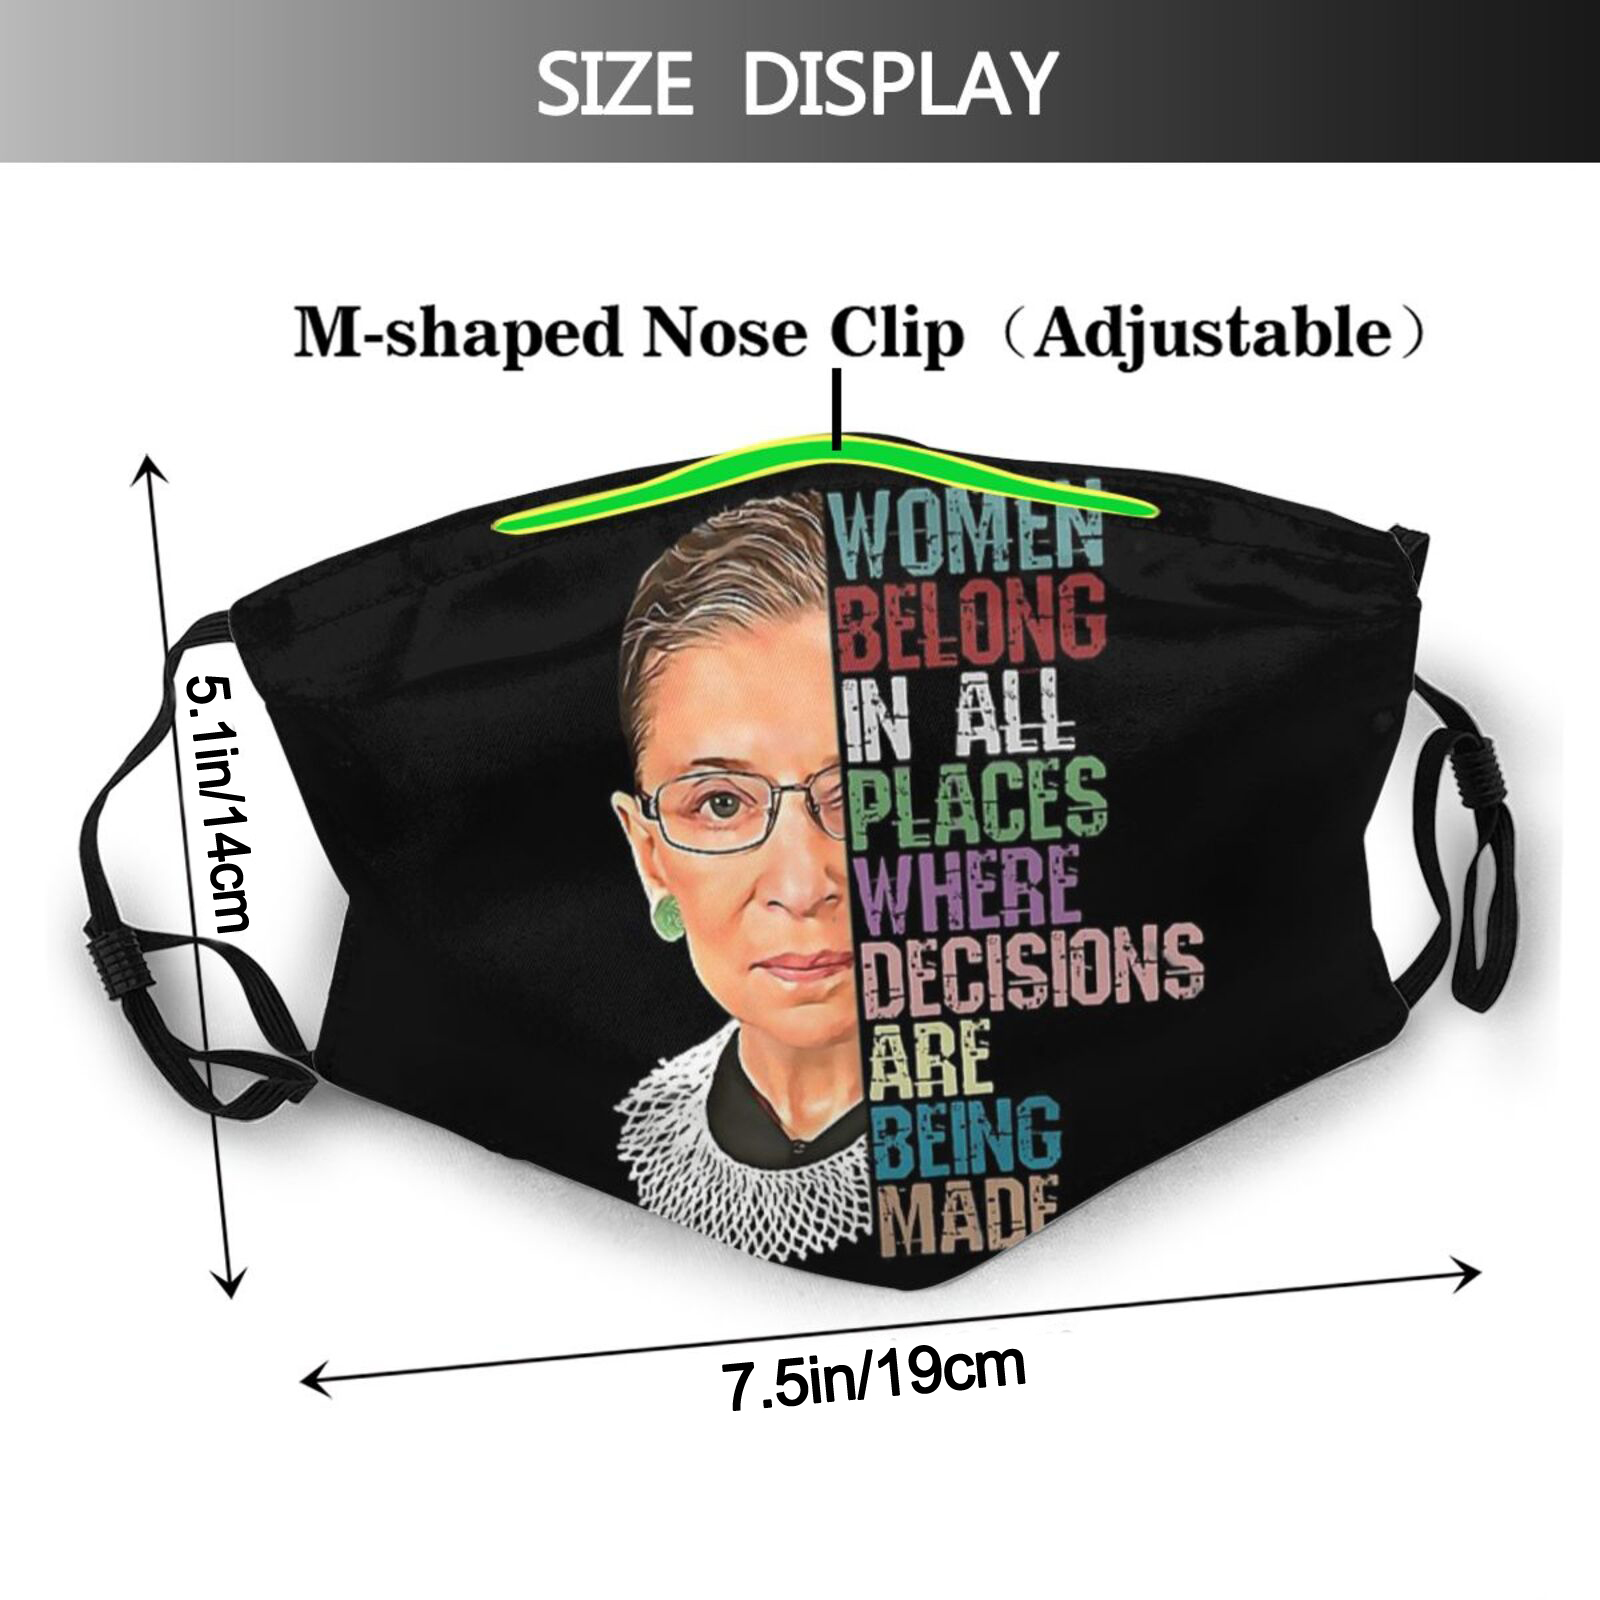 SIZE DISPLAY
M-shaped Nose Clip（Adjustable）
WOMEN
BELONG
IN ALL
PLACES
WHERE
DECISIONS
ARE
BEING
MADE
5.1in/14cm
7.5in/19cm